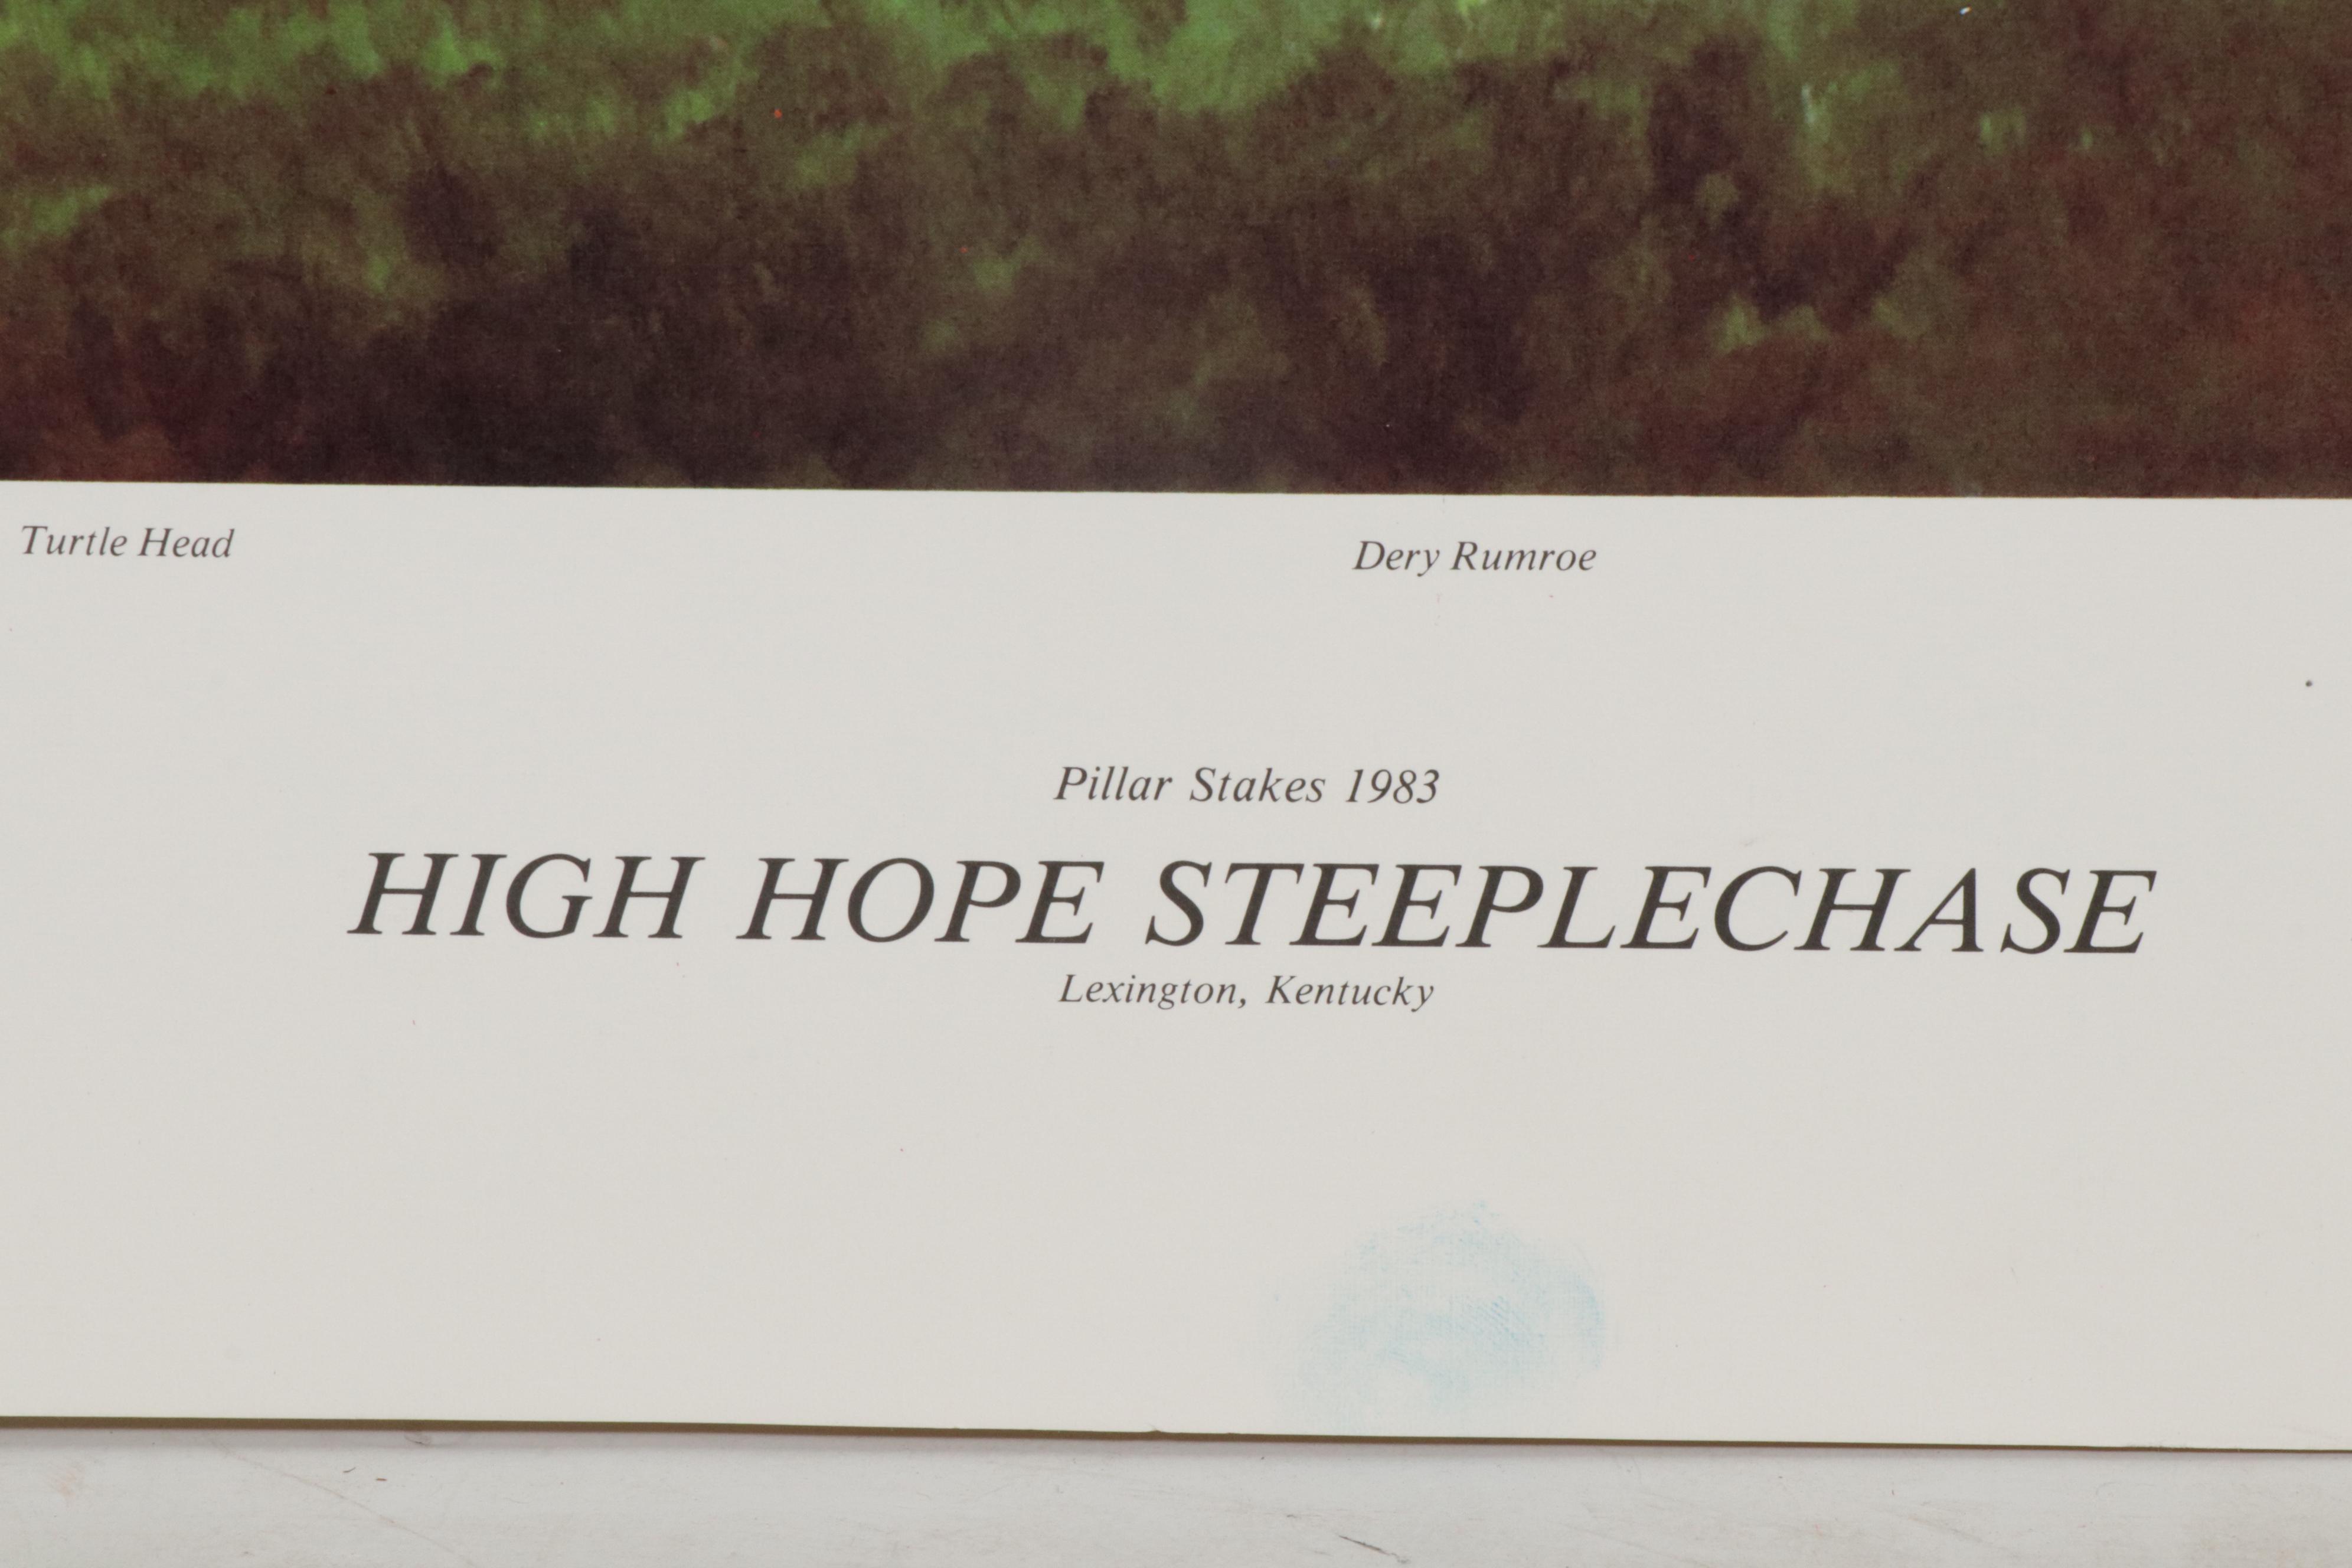 Turtle Head Dery Rumroe
Pillar Stakes 1983
HIGH HOPE STEEPLECHASE
Lexington, Kentucky